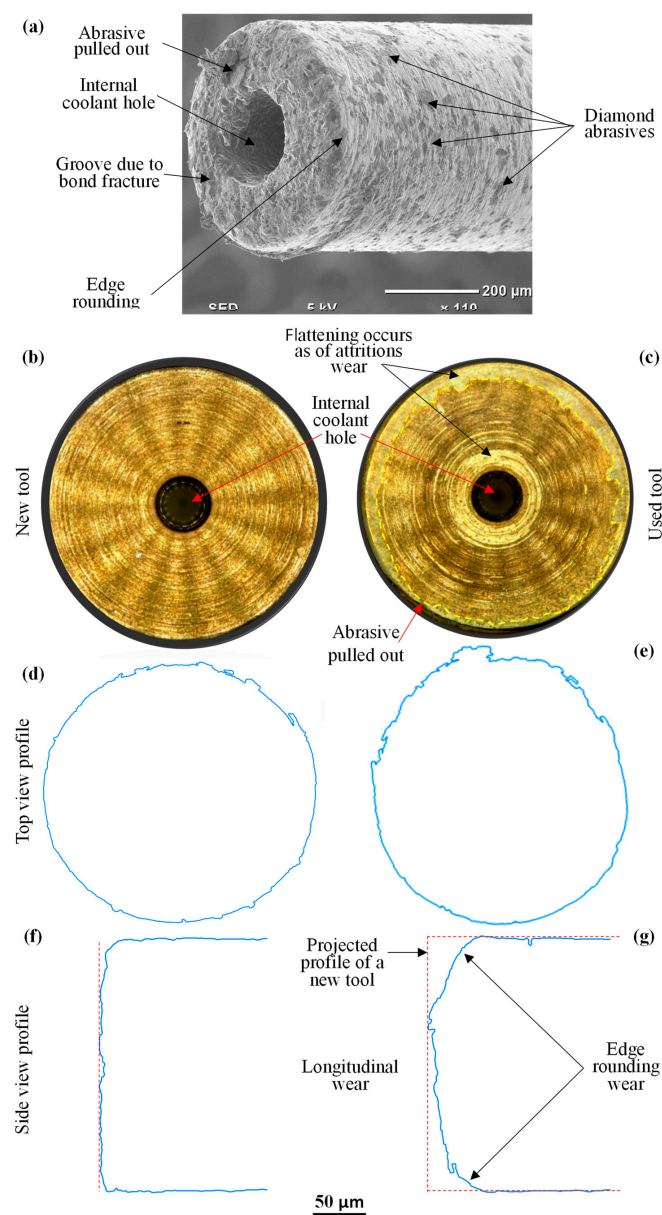 (a)
Abrasive
pulled out
Internal
coolant hole
Groove due to
bond fracture
Edge
rounding
Diamond
abrasives
200 µm
SED 5 kV x 110
Flattening occurs
as of attritions
wear
(b)
(c)
Internal
coolant
hole
New tool
Used tool
Abrasive
pulled out
(d)
(e)
Top view profile
(f)
(g)
Projected
profile of a
new tool
Side view profile
Longitudinal
wear
Edge
rounding
wear
50 µm